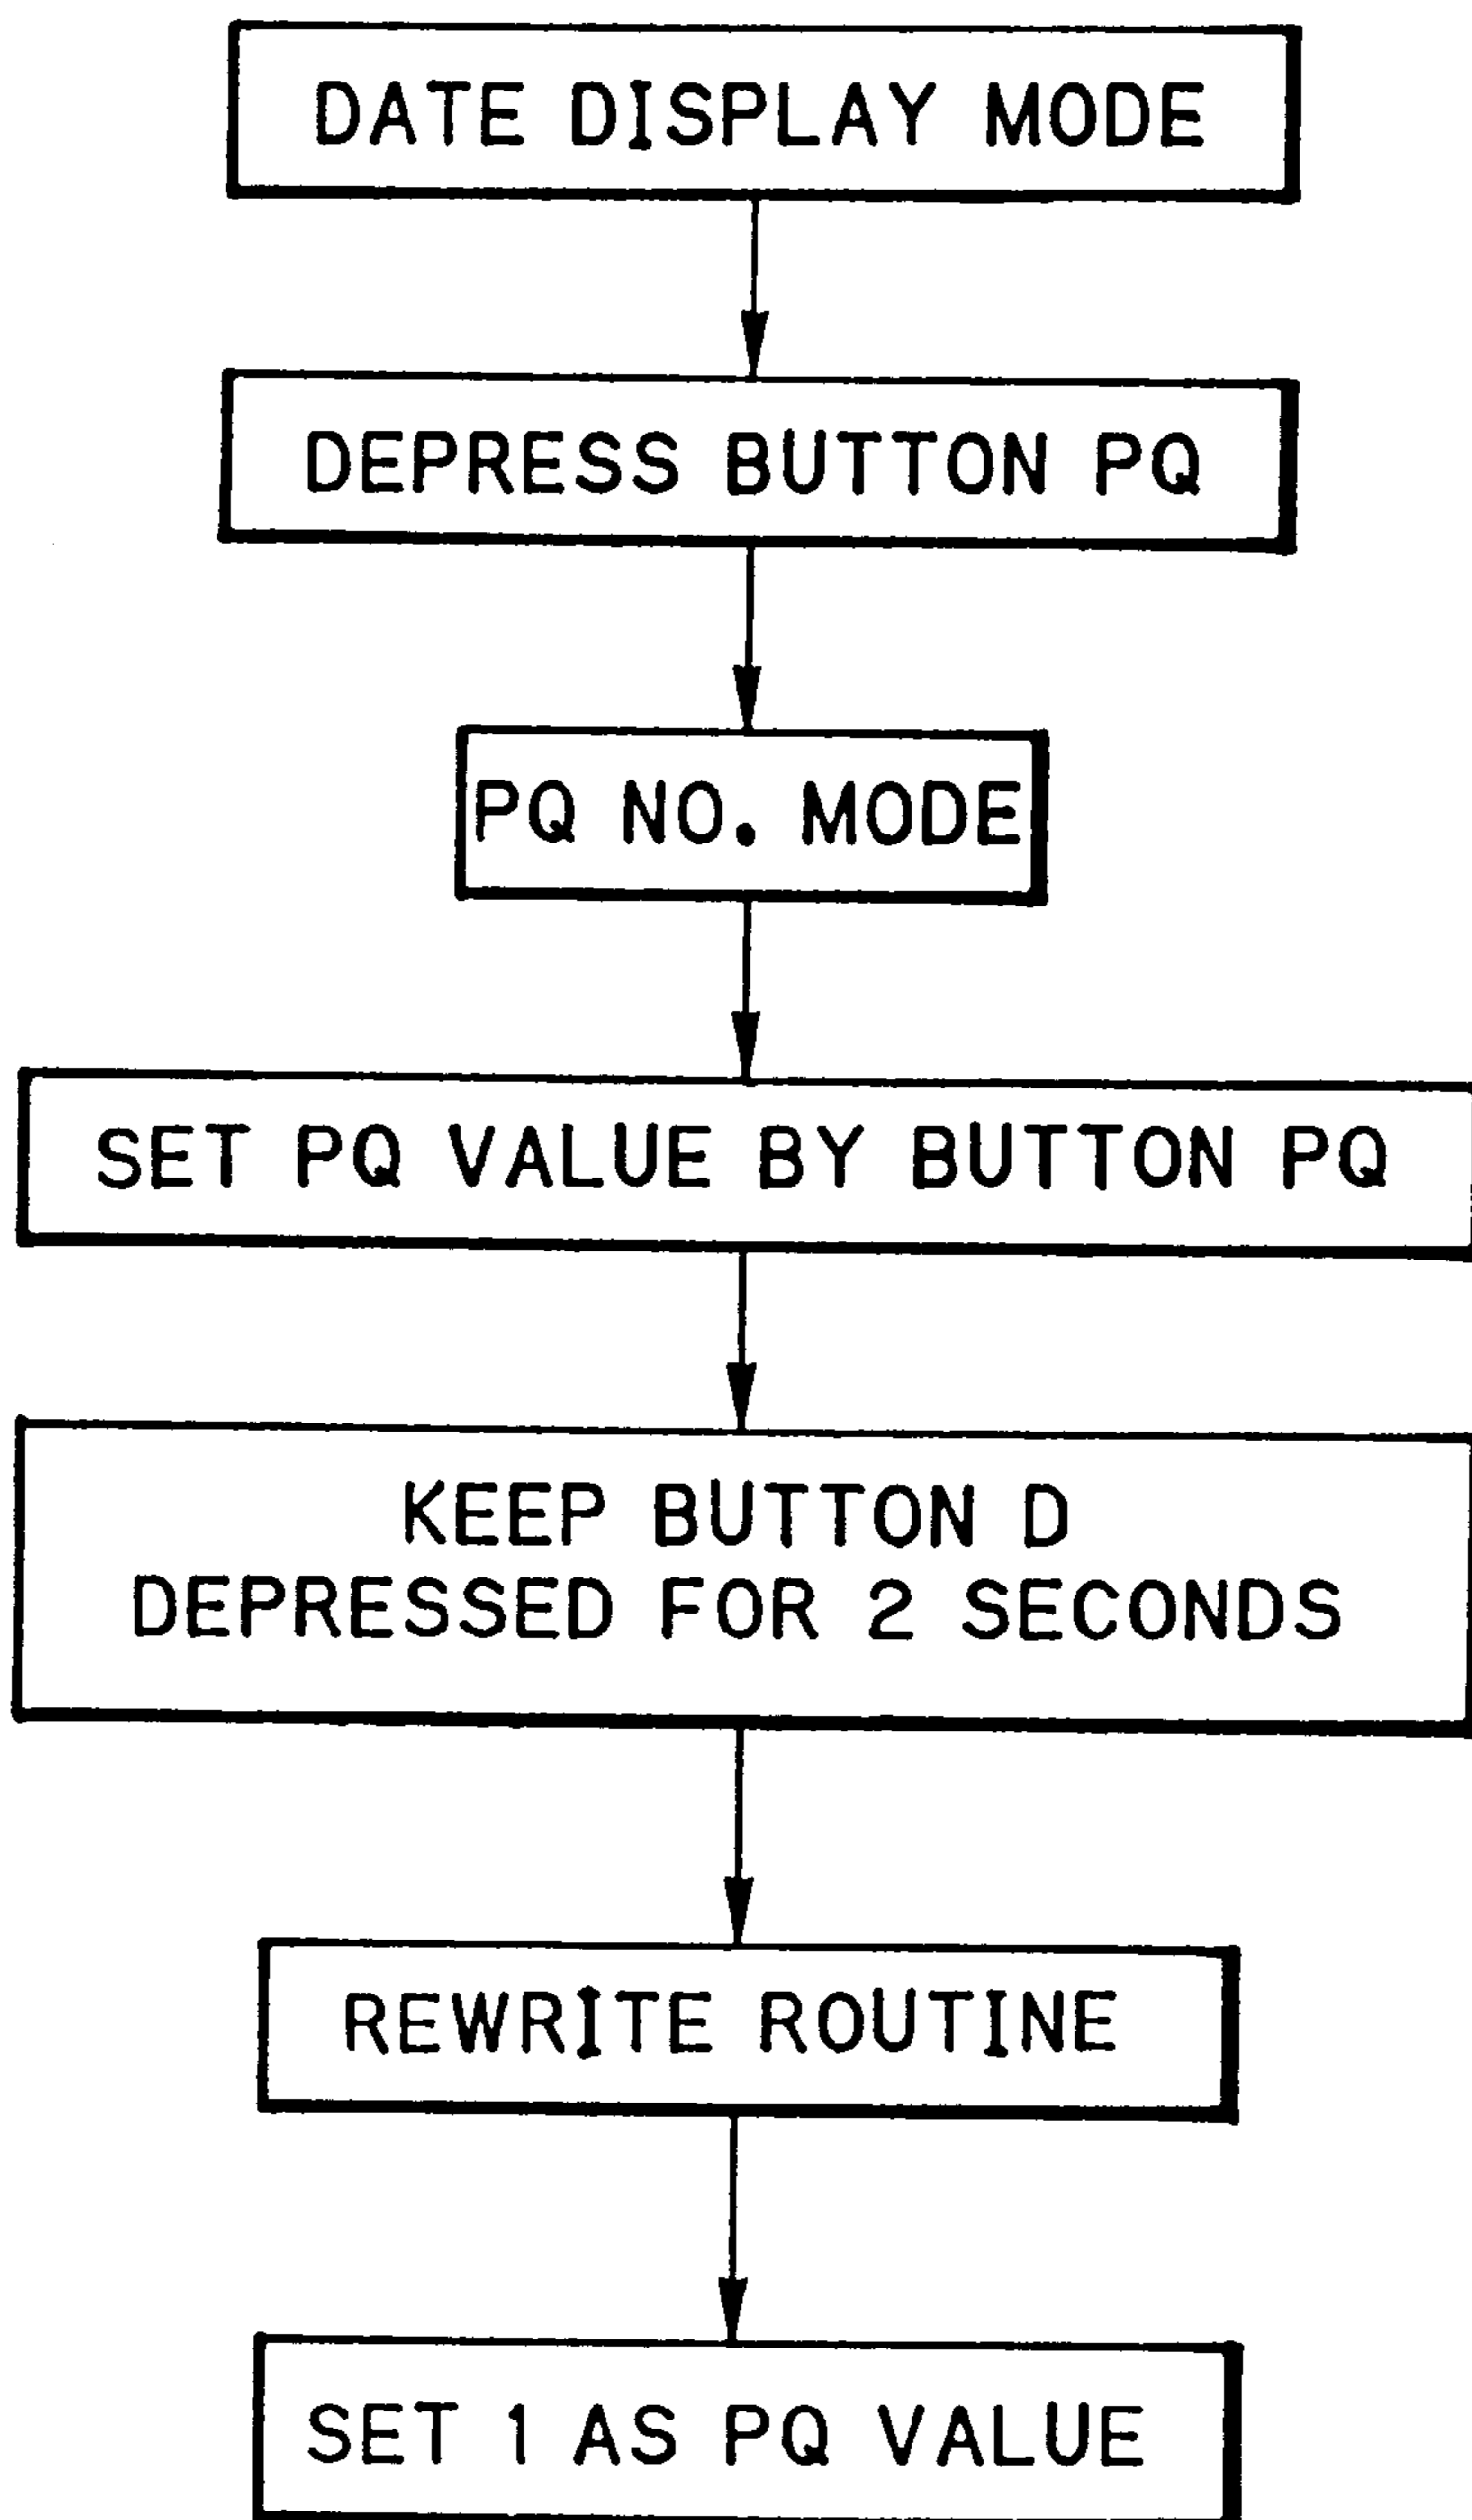 DATE DISPLAY MODE
DEPRESS BUTTON PQ
PQ NO. MODE
SET PQ VALUE BY BUTTON PQ
KEEP BUTTON D
DEPRESSED FOR 2 SECONDS
REWRITE ROUTINE
SET 1 AS PQ VALUE